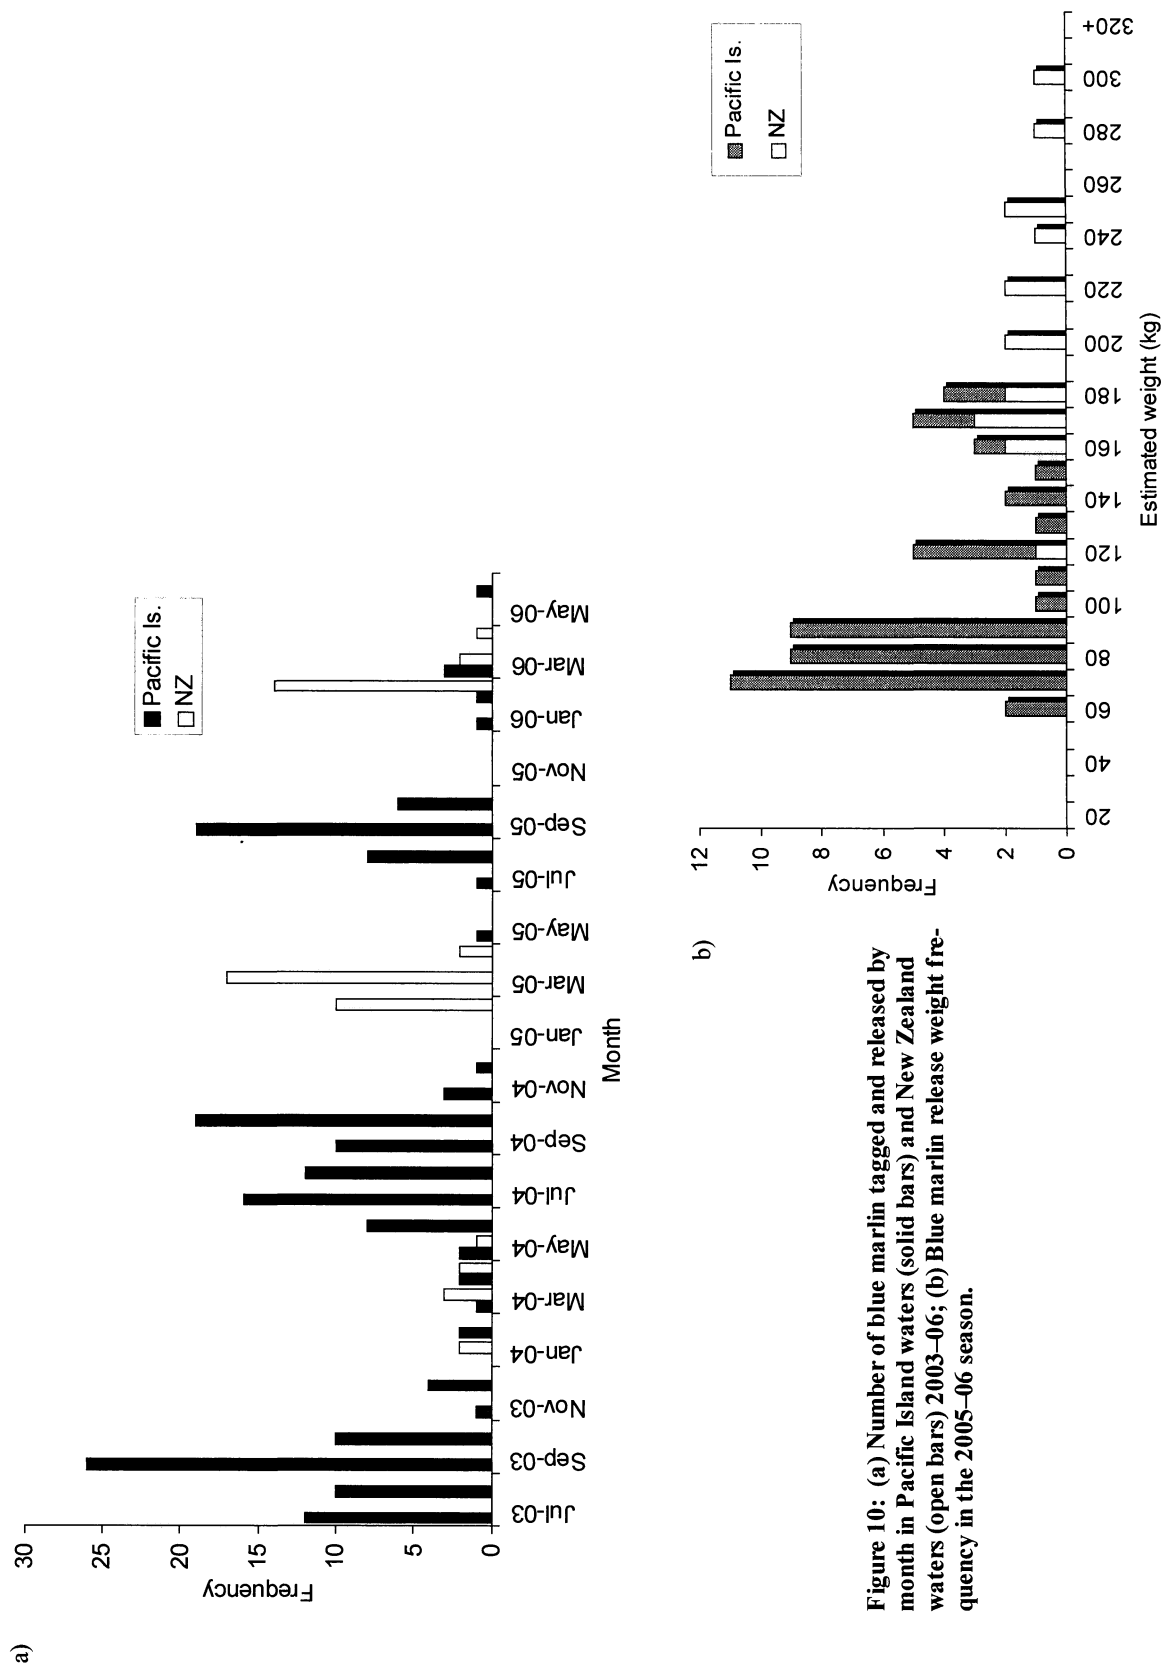 a)
Frequency
30
25
20
15
10
5
0
Pacific Is.
NZ
Jul-03
Sep-03
Nov-03
Jan-04
Mar-04
May-04
Jul-04
Sep-04
Nov-04
Jan-05
Mar-05
May-05
Jul-05
Sep-05
Nov-05
Jan-06
Mar-06
May-06
Month
b)
Frequency
12
10
8
6
4
2
0
Pacific Is.
NZ
20
40
60
80
100
120
140
160
180
200
220
240
260
280
300
320+
Estimated weight (kg)
Figure 10: (a) Number of blue marlin tagged and released by
month in Pacific Island waters (solid bars) and New Zealand
waters (open bars) 2003–06; (b) Blue marlin release weight fre-
quency in the 2005–06 season.